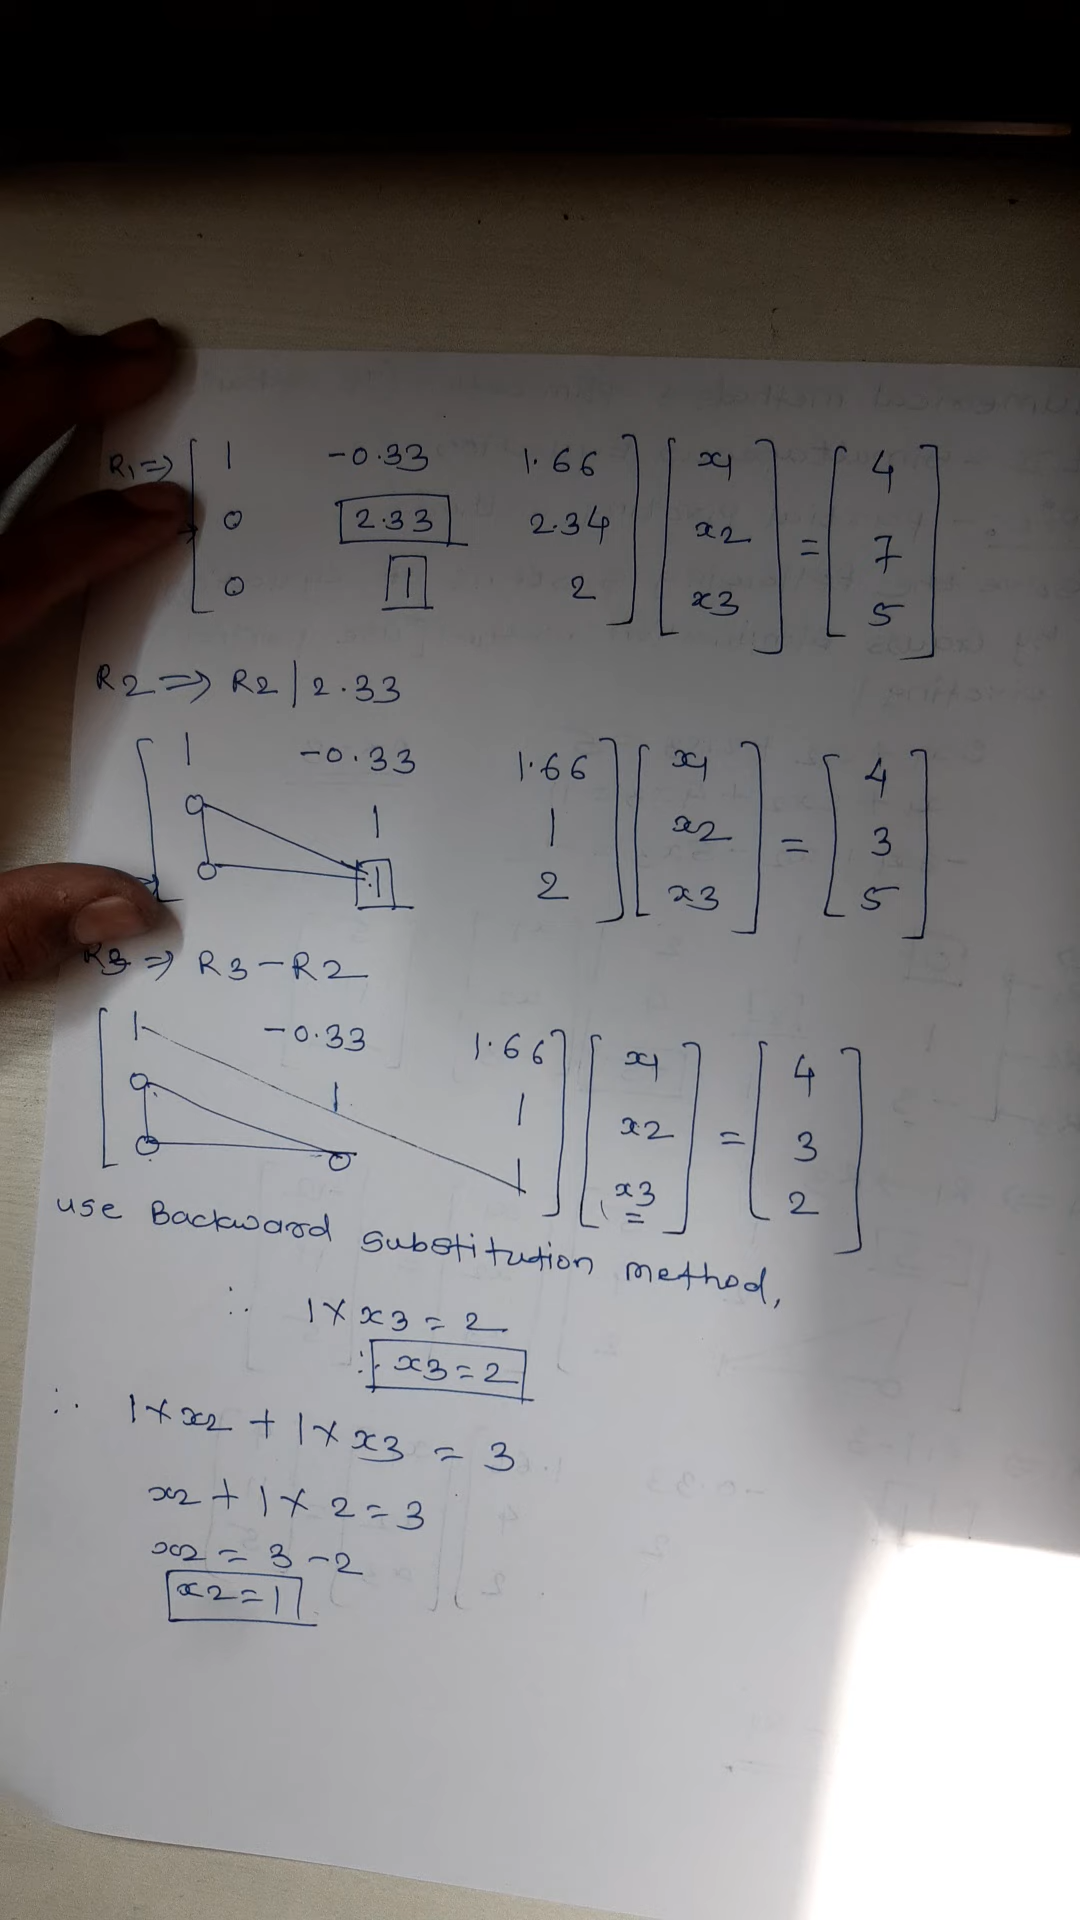 R1 ⇒ [ 1 -0.33 1.66 ] [ x1 ] = [ 4 ]
[ 0 2.33 2.34 ] [ x2 ] = [ 7 ]
[ 0 1 2 ] [ x3 ] = [ 5 ]
R2 ⇒ R2 | 2.33
[ 1 -0.33 1.66 ] [ x1 ] = [ 4 ]
[ 0 1 1 ] [ x2 ] = [ 3 ]
[ 0 1 2 ] [ x3 ] = [ 5 ]
R3 ⇒ R3 - R2
[ 1 -0.33 1.66 ] [ x1 ] = [ 4 ]
[ 0 1 1 ] [ x2 ] = [ 3 ]
[ 0 0 1 ] [ x3 ] = [ 2 ]
use Backward substitution method,
∴ 1 × x3 = 2
∴ x3 = 2
∴ 1 × x2 + 1 × x3 = 3
x2 + 1 × 2 = 3
x2 = 3 - 2
x2 = 1